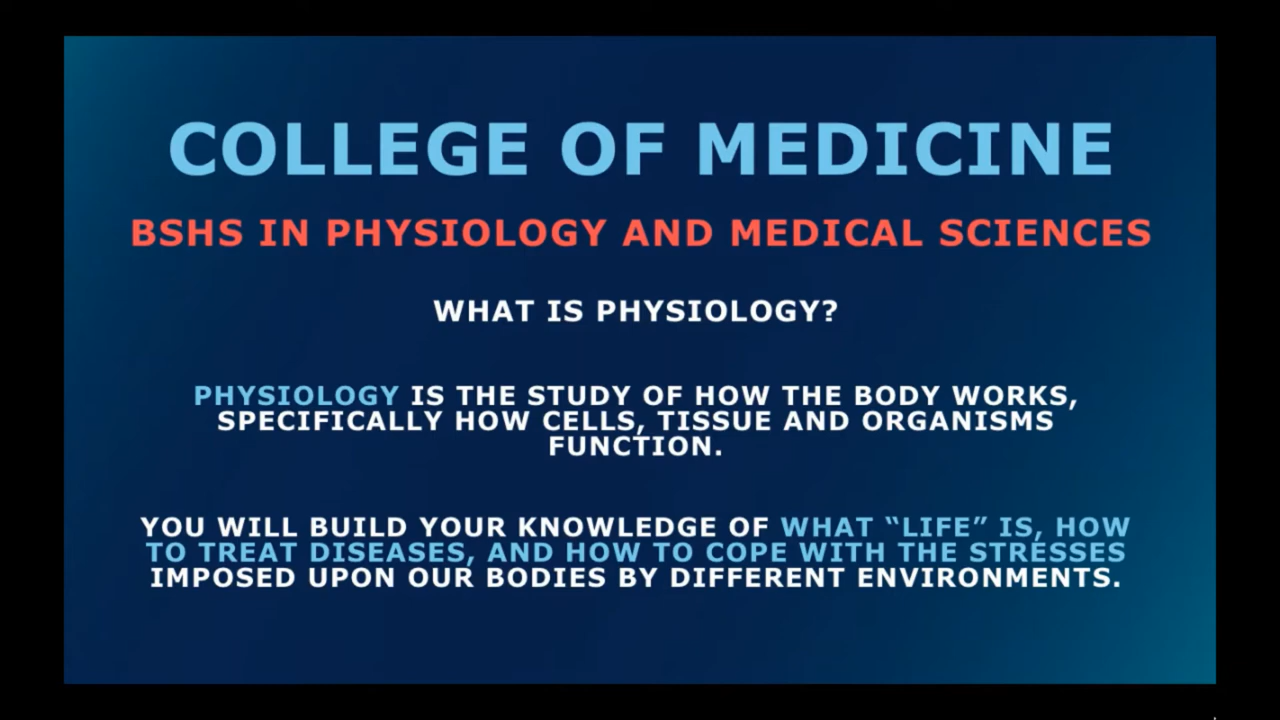 COLLEGE OF MEDICINE
BSHS IN PHYSIOLOGY AND MEDICAL SCIENCES
WHAT IS PHYSIOLOGY?
PHYSIOLOGY IS THE STUDY OF HOW THE BODY WORKS,
SPECIFICALLY HOW CELLS, TISSUE AND ORGANISMS
FUNCTION.
YOU WILL BUILD YOUR KNOWLEDGE OF WHAT “LIFE” IS, HOW
TO TREAT DISEASES, AND HOW TO COPE WITH THE STRESSES
IMPOSED UPON OUR BODIES BY DIFFERENT ENVIRONMENTS.